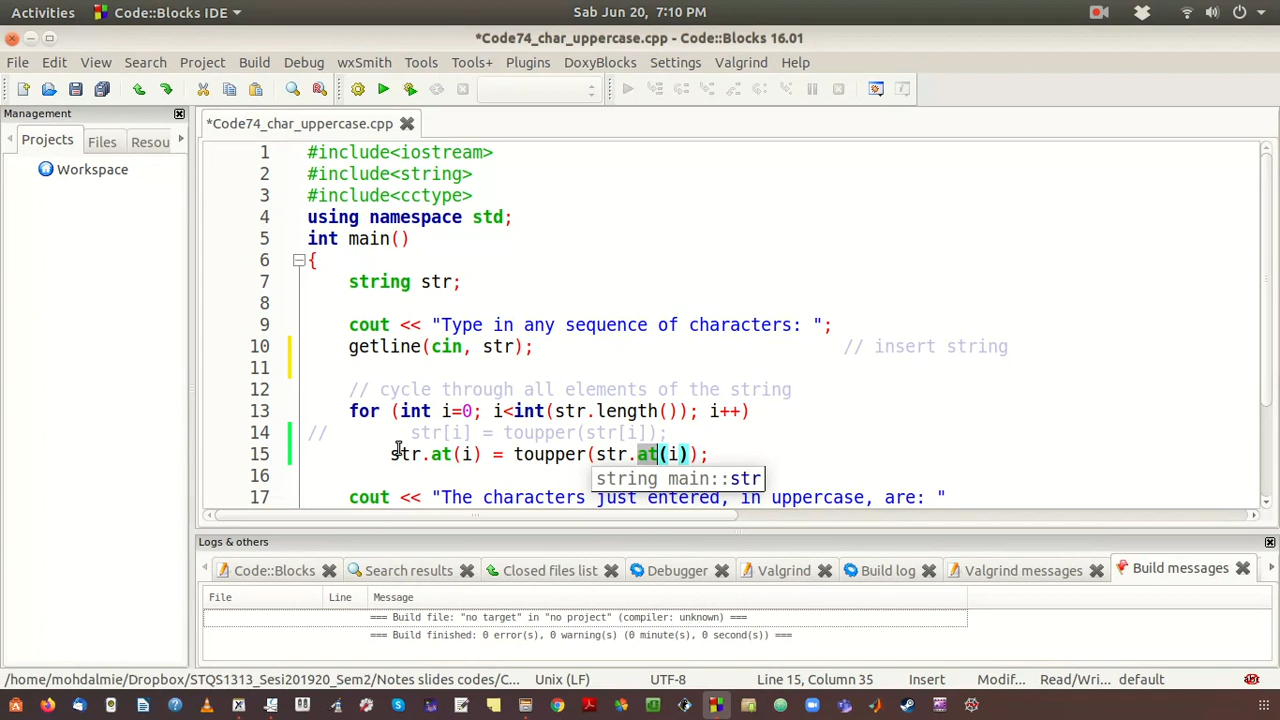 Activities Code::Blocks IDE Sab Jun 20, 7:10 PM
*Code74_char_uppercase.cpp - Code::Blocks 16.01
File Edit View Search Project Build Debug wxSmith Tools Tools+ Plugins DoxyBlocks Settings Valgrind Help
Management
Projects Files Resou
Workspace
*Code74_char_uppercase.cpp
1 #include<iostream>
2 #include<string>
3 #include<cctype>
4 using namespace std;
5 int main()
6 {
7 string str;
8
9 cout << "Type in any sequence of characters: ";
10 getline(cin, str); // insert string
11
12 // cycle through all elements of the string
13 for (int i=0; i<int(str.length()); i++)
14 // str[i] = toupper(str[i]);
15 str.at(i) = toupper(str.at(i));
16 string main::str
17 cout << "The characters just entered, in uppercase, are: "
Logs & others
Code::Blocks Search results Closed files list Debugger Valgrind Build log Valgrind messages Build messages
File Line Message
=== Build file: "no target" in "no project" (compiler: unknown) ===
=== Build finished: 0 error(s), 0 warning(s) (0 minute(s), 0 second(s)) ===
/home/mohdalmie/Dropbox/STQS1313_Sesi201920_Sem2/Notes slides codes/C... Unix (LF) UTF-8 Line 15, Column 35 Insert Modif... Read/Wri... default